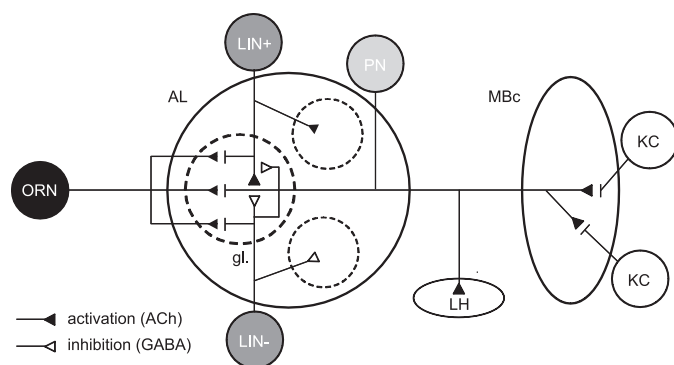 LIN+
PN
AL
MBc
KC
ORN
gl.
KC
LH
activation (ACh)
inhibition (GABA)
LIN-